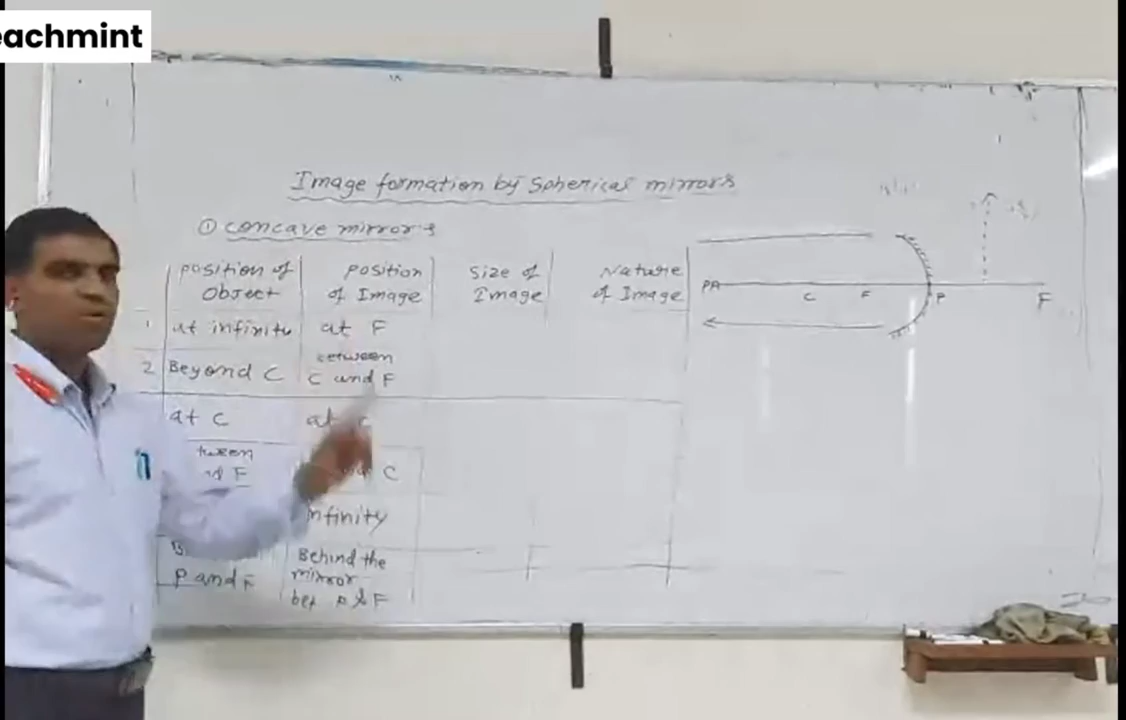 eachmint
Image formation by Spherical mirrors
① concave mirrors
Position of Object
Position of Image
Size of Image
Nature of Image
1 at infinity at F
2 Beyond C between C and F
at C at C
tween
nd F
C
nfinity
P and F
Behind the
mirror
bet P & F
PA C F P F